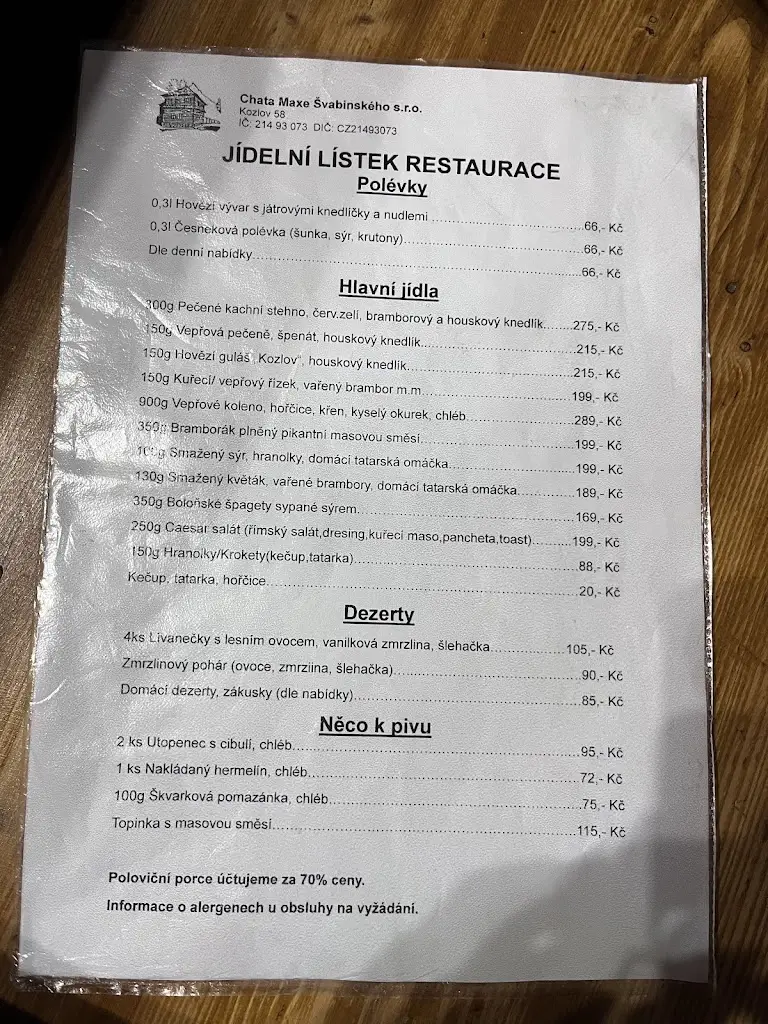 Chata Maxe Švabinského s.r.o.
Kozlov 58
IČ: 214 93 073 DIČ: CZ21493073
JÍDELNÍ LÍSTEK RESTAURACE
Polévky
0,3l Hovězí vývar s játrovými knedlíčky a nudlemi ..........66,- Kč
0,3l Česneková polévka (šunka, sýr, krutony)..........66,- Kč
Dle denní nabídky..........66,- Kč
Hlavní jídla
300g Pečené kachní stehno, červ.zelí, bramborový a houskový knedlík........275,- Kč
150g Vepřová pečeně, špenát, houskový knedlík..........215,- Kč
150g Hovězí guláš „Kozlov", houskový knedlík..........215,- Kč
150g Kuřecí/ vepřový řízek, vařený brambor m.m..........199,- Kč
900g Vepřové koleno, hořčice, křen, kyselý okurek, chléb..........289,- Kč
350g Bramborák plněný pikantní masovou směsí..........199,- Kč
100g Smažený sýr, hranolky, domácí tatarská omáčka..........199,- Kč
130g Smažený květák, vařené brambory, domácí tatarská omáčka..........189,- Kč
350g Boloňské špagety sypané sýrem..........169,- Kč
250g Caesar salát (římský salát,dresing,kuřecí maso,pancheta,toast)..........199,- Kč
150g Hranolky/Krokety(kečup,tatarka)..........88,- Kč
Kečup, tatarka, hořčice..........20,- Kč
Dezerty
4ks Lívanečky s lesním ovocem, vanilková zmrzlina, šlehačka..........105,- Kč
Zmrzlinový pohár (ovoce, zmrzlina, šlehačka)..........90,- Kč
Domácí dezerty, zákusky (dle nabídky)..........85,- Kč
Něco k pivu
2 ks Utopenec s cibulí, chléb..........95,- Kč
1 ks Nakládaný hermelín, chléb..........72,- Kč
100g Škvarková pomazánka, chléb..........75,- Kč
Topinka s masovou směsí..........115,- Kč
Poloviční porce účtujeme za 70% ceny.
Informace o alergenech u obsluhy na vyžádání.